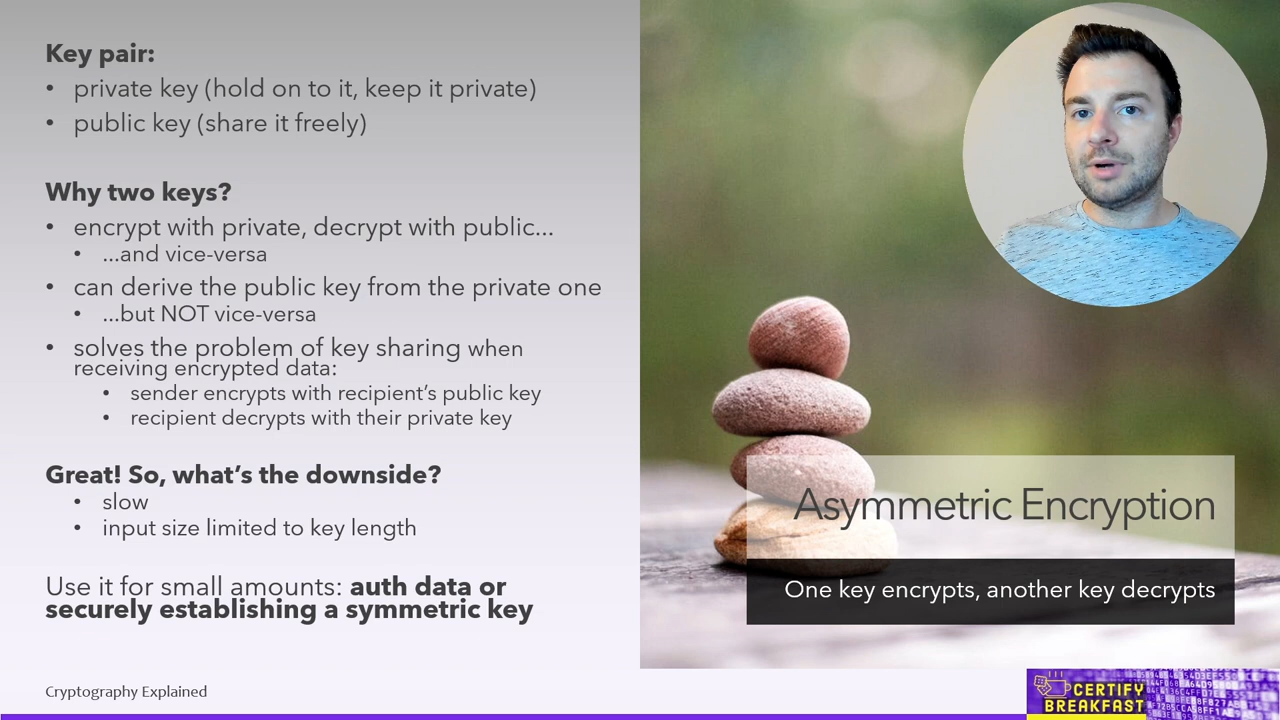 Key pair:
• private key (hold on to it, keep it private)
• public key (share it freely)
Why two keys?
• encrypt with private, decrypt with public...
• ...and vice-versa
• can derive the public key from the private one
• ...but NOT vice-versa
• solves the problem of key sharing when
receiving encrypted data:
• sender encrypts with recipient’s public key
• recipient decrypts with their private key
Great! So, what’s the downside?
• slow
• input size limited to key length
Use it for small amounts: auth data or
securely establishing a symmetric key
Asymmetric Encryption
One key encrypts, another key decrypts
Cryptography Explained
CERTIFY
BREAKFAST